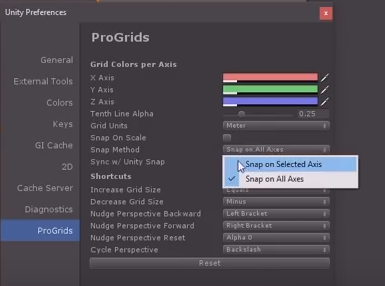 Unity Preferences
x
ProGrids
General
External Tools
Colors
Keys
GI Cache
2D
Cache Server
Diagnostics
ProGrids
Grid Colors per Axis
X Axis
Y Axis
Z Axis
Tenth Line Alpha 0.25
Grid Units Meter
Snap On Scale
Snap Method Snap on All Axes
Sync w/ Unity Snap
Snap on Selected Axis
Snap on All Axes
Shortcuts
Increase Grid Size Equals
Decrease Grid Size Minus
Nudge Perspective Backward Left Bracket
Nudge Perspective Forward Right Bracket
Nudge Perspective Reset Alpha 0
Cycle Perspective Backslash
Reset